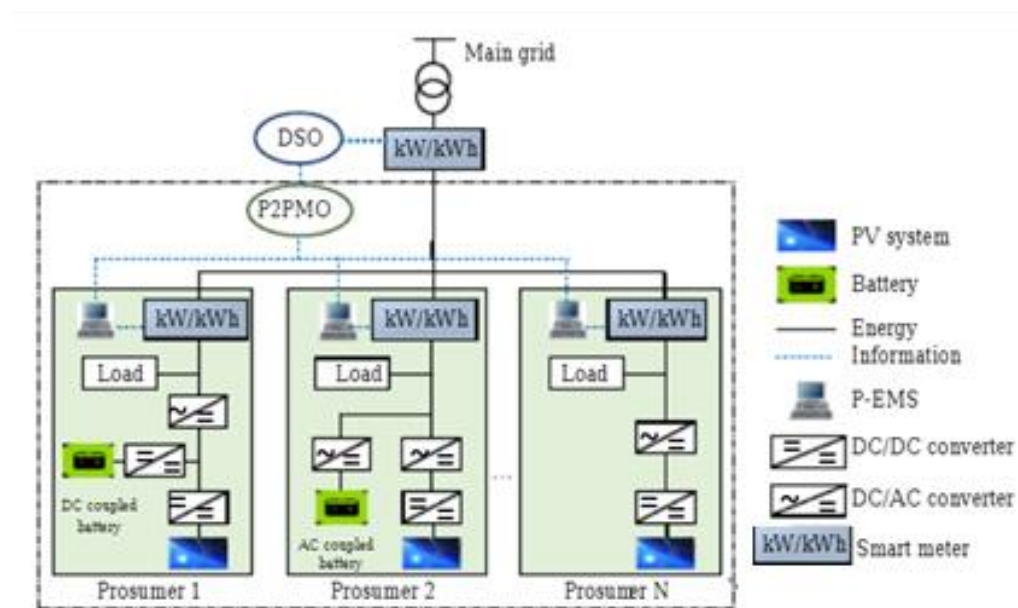 Main grid
DSO
kW/kWh
P2PMO
kW/kWh
kW/kWh
kW/kWh
Load
Load
Load
DC coupled
battery
AC coupled
battery
...
Prosumer 1
Prosumer 2
Prosumer N
PV system
Battery
Energy
Information
P-EMS
DC/DC converter
DC/AC converter
kW/kWh
Smart meter